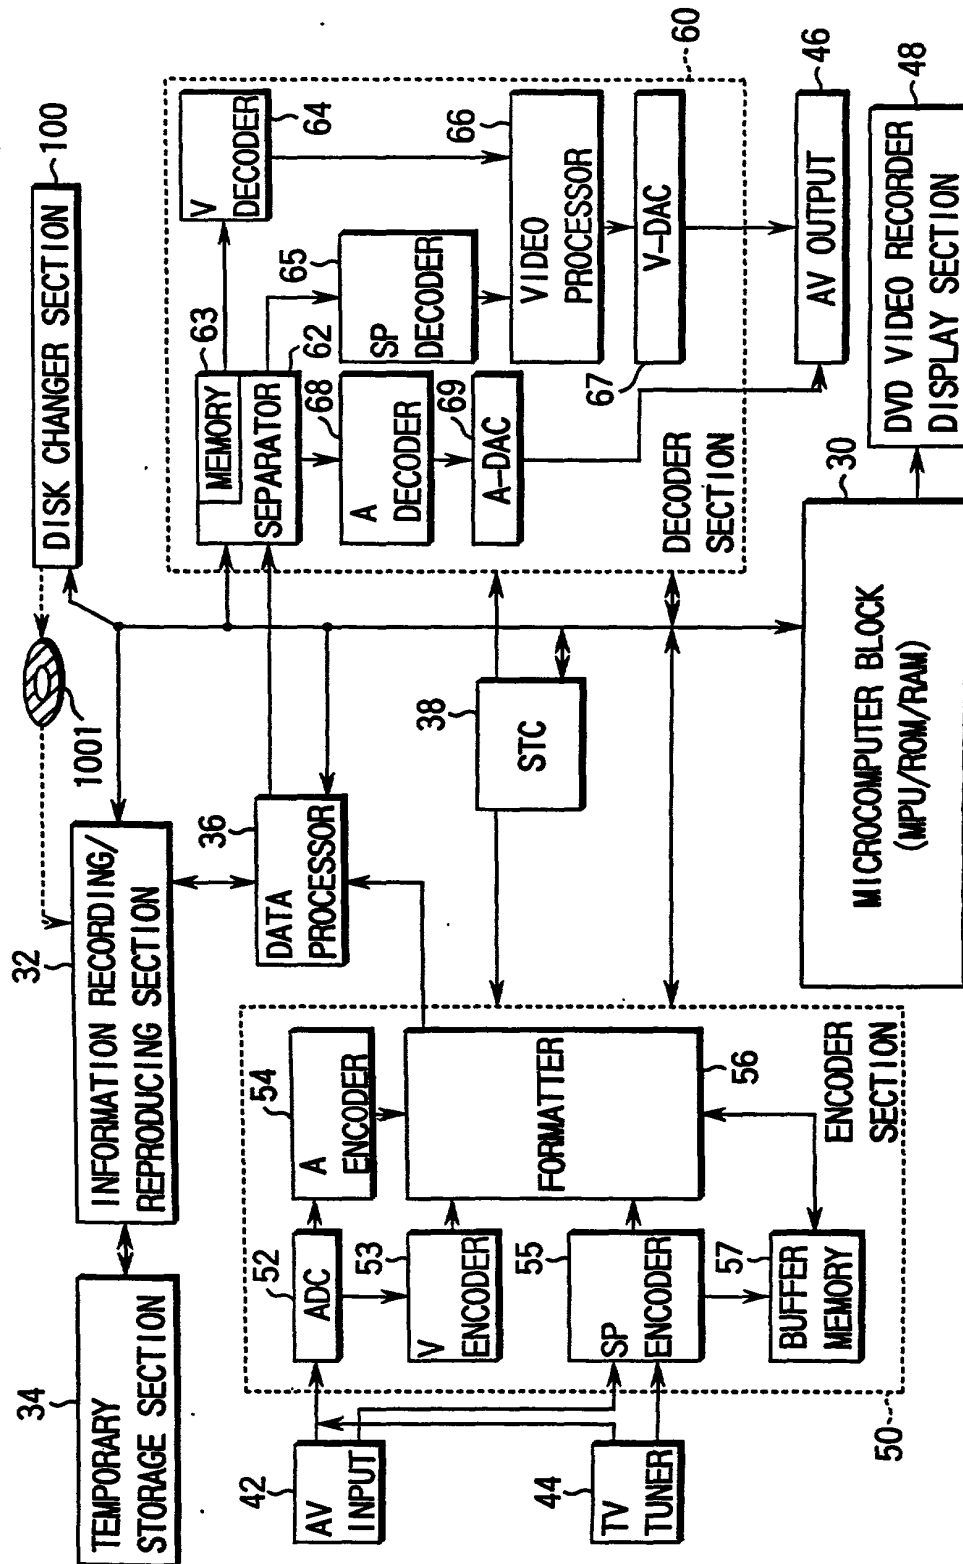 34
TEMPORARY
STORAGE SECTION
32
INFORMATION RECORDING/
REPRODUCING SECTION
1001
100
DISK CHANGER SECTION
36
DATA
PROCESSOR
42
AV
INPUT
44
TV
TUNER
50
52
ADC
54
A
ENCODER
53
V
ENCODER
55
SP
ENCODER
57
BUFFER
MEMORY
FORMATTER
56
ENCODER
SECTION
38
STC
63
MEMORY
62
SEPARATOR
V
DECODER
64
65
SP
DECODER
68
A
DECODER
69
A-DAC
66
VIDEO
PROCESSOR
67
V-DAC
DECODER
SECTION
60
46
AV OUTPUT
30
MICROCOMPUTER BLOCK
(MPU/ROM/RAM)
48
DVD VIDEO RECORDER
DISPLAY SECTION